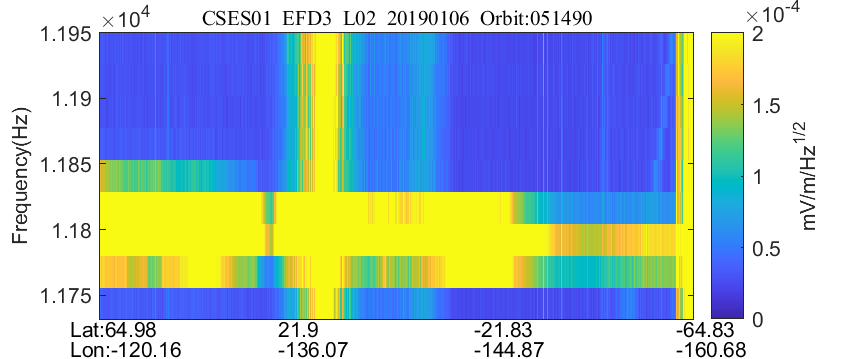 CSES01 EFD3 L02 20190106 Orbit:051490
×10⁴
×10⁻⁴
1.195
1.19
1.185
1.18
1.175
Frequency(Hz)
2
1.5
1
0.5
0
mV/m/Hz^1/2
Lat:64.98 21.9 -21.83 -64.83
Lon:-120.16 -136.07 -144.87 -160.68